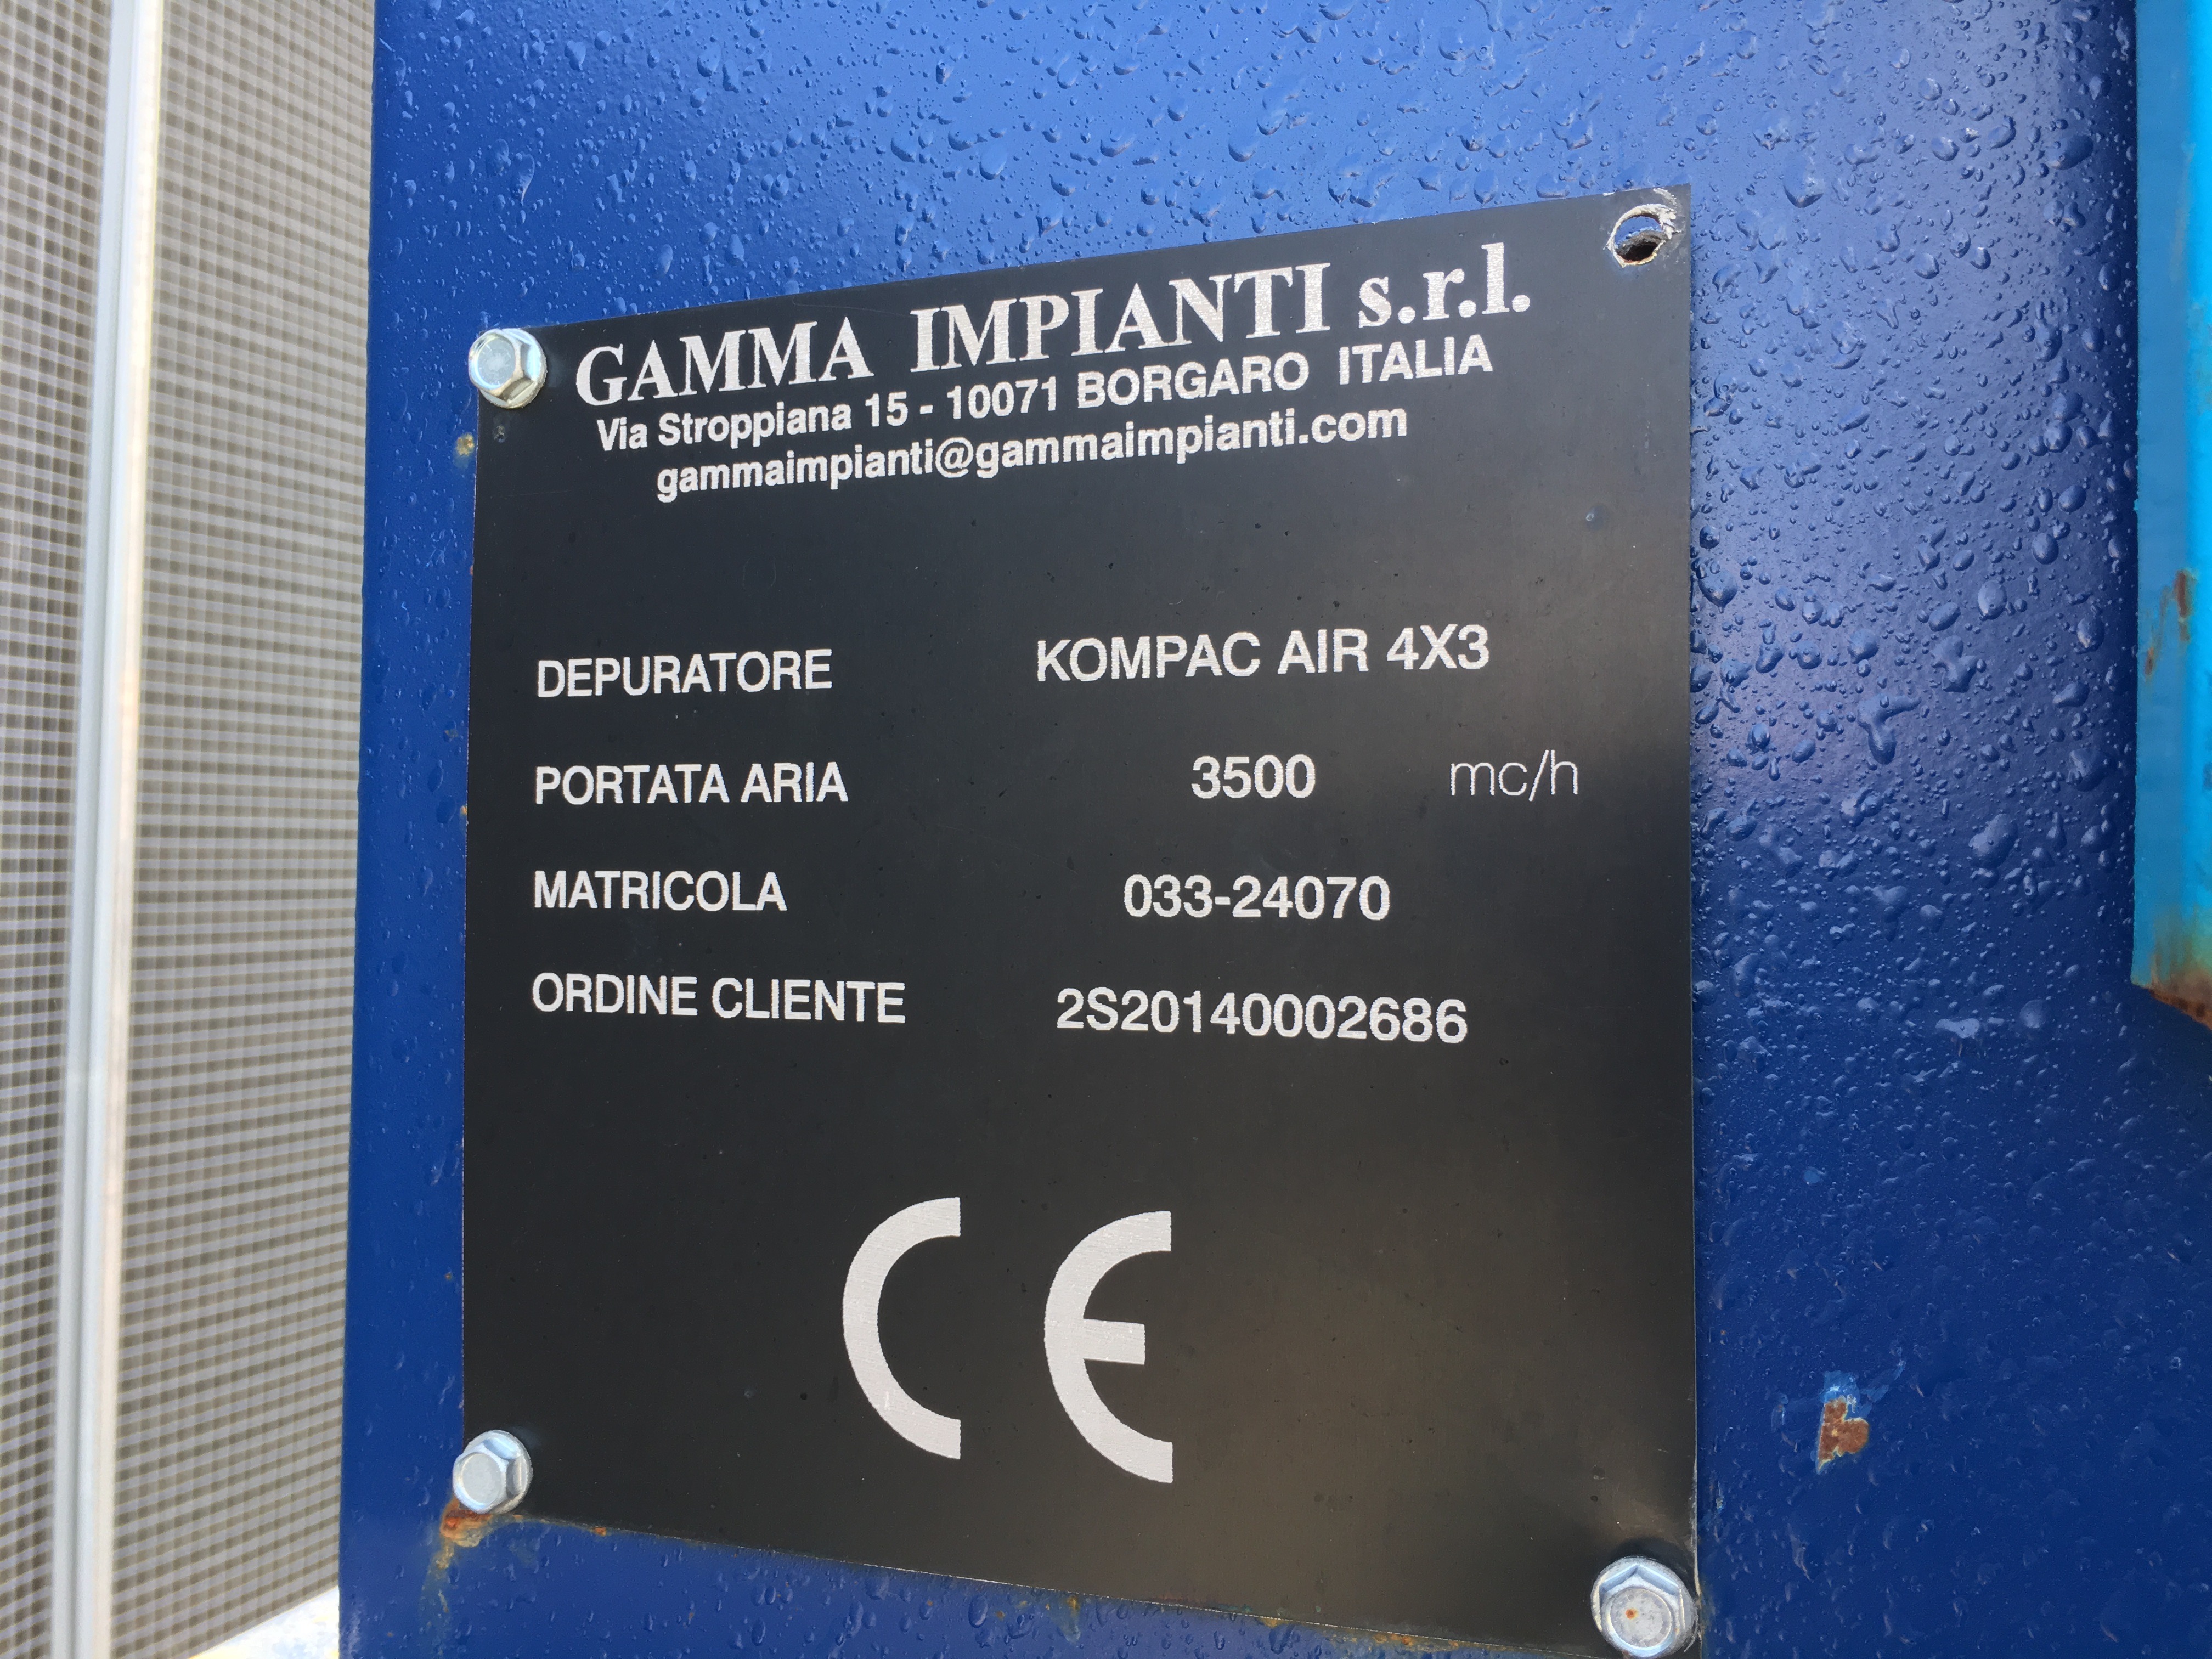 GAMMA IMPIANTI s.r.l.
Via Stroppiana 15 - 10071 BORGARO ITALIA
gammaimpianti@gammaimpianti.com
DEPURATORE KOMPAC AIR 4X3
PORTATA ARIA 3500 mc/h
MATRICOLA 033-24070
ORDINE CLIENTE 2S20140002686
CE